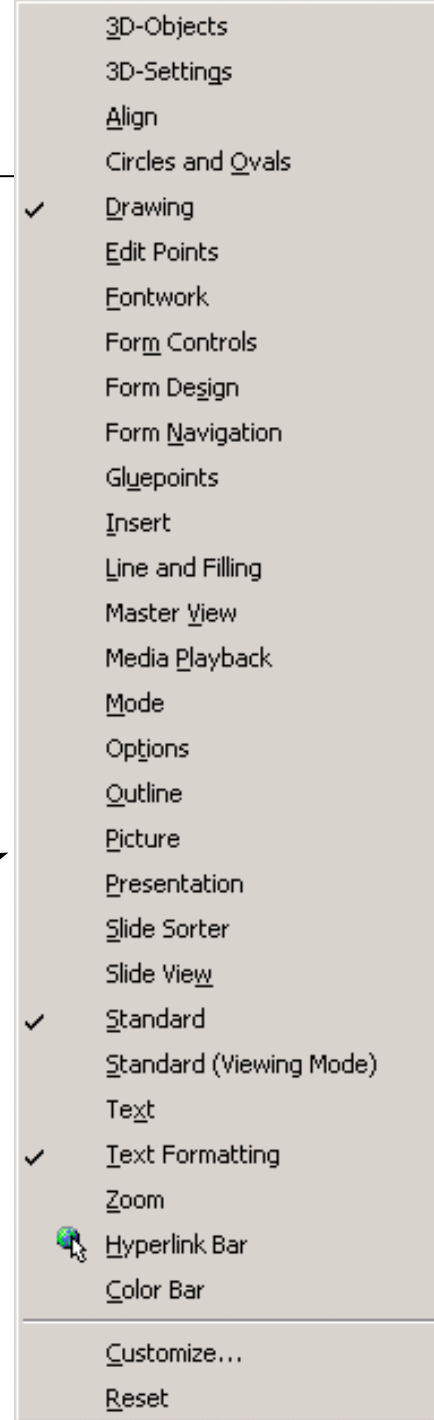 3D-Objects
3D-Settings
Align
Circles and Ovals
Drawing
Edit Points
Fontwork
Form Controls
Form Design
Form Navigation
Gluepoints
Insert
Line and Filling
Master View
Media Playback
Mode
Options
Outline
Picture
Presentation
Slide Sorter
Slide View
Standard
Standard (Viewing Mode)
Text
Text Formatting
Zoom
Hyperlink Bar
Color Bar
Customize...
Reset